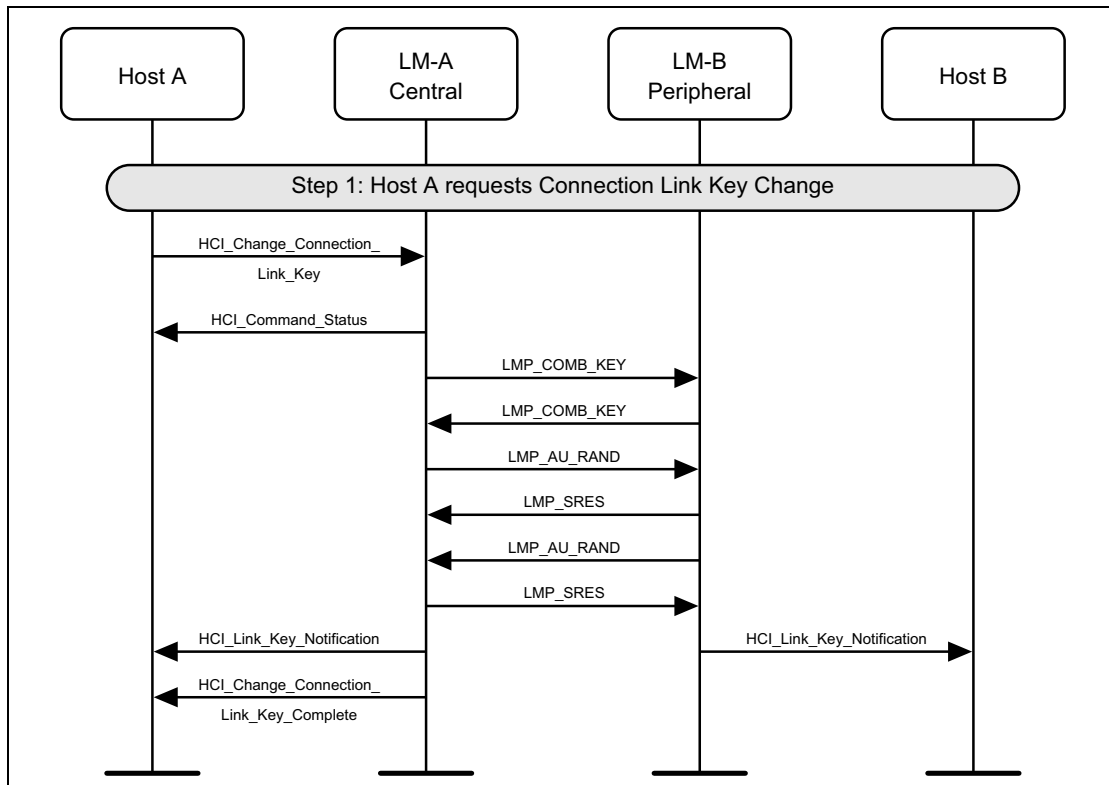 Host A
LM-A
Central
LM-B
Peripheral
Host B
Step 1: Host A requests Connection Link Key Change
HCI_Change_Connection_
Link_Key
HCI_Command_Status
LMP_COMB_KEY
LMP_COMB_KEY
LMP_AU_RAND
LMP_SRES
LMP_AU_RAND
LMP_SRES
HCI_Link_Key_Notification
HCI_Link_Key_Notification
HCI_Change_Connection_
Link_Key_Complete